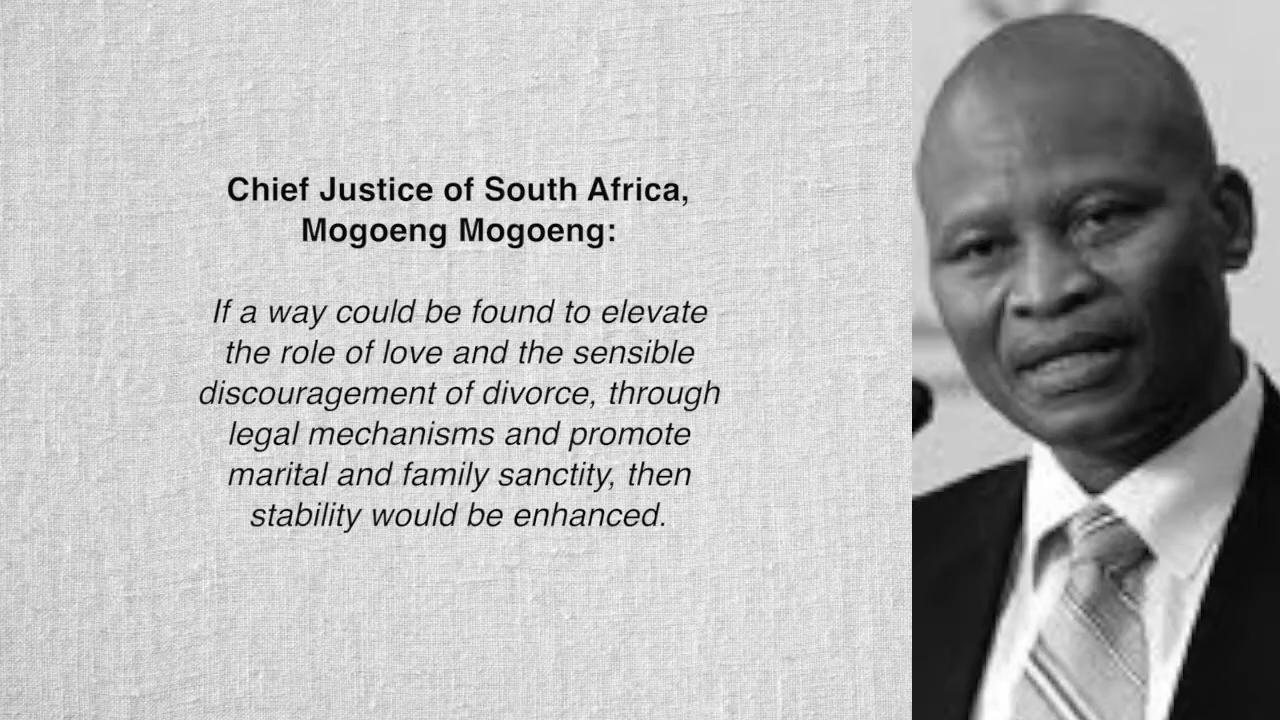 Chief Justice of South Africa,
Mogoeng Mogoeng:
If a way could be found to elevate
the role of love and the sensible
discouragement of divorce, through
legal mechanisms and promote
marital and family sanctity, then
stability would be enhanced.